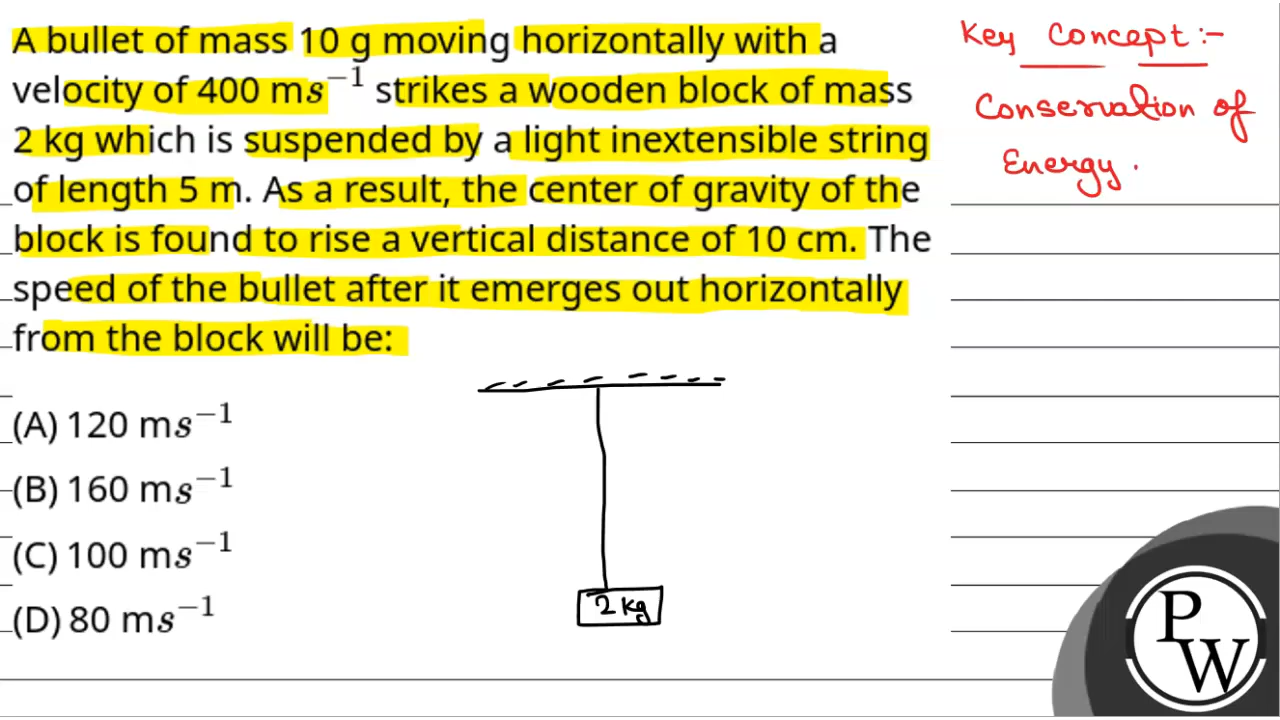 A bullet of mass 10 g moving horizontally with a
velocity of 400 ms⁻¹ strikes a wooden block of mass
2 kg which is suspended by a light inextensible string
of length 5 m. As a result, the center of gravity of the
block is found to rise a vertical distance of 10 cm. The
speed of the bullet after it emerges out horizontally
from the block will be:
(A) 120 ms⁻¹
(B) 160 ms⁻¹
(C) 100 ms⁻¹
(D) 80 ms⁻¹
2 kg
Key Concept :-
Conservation of
Energy.
P
W